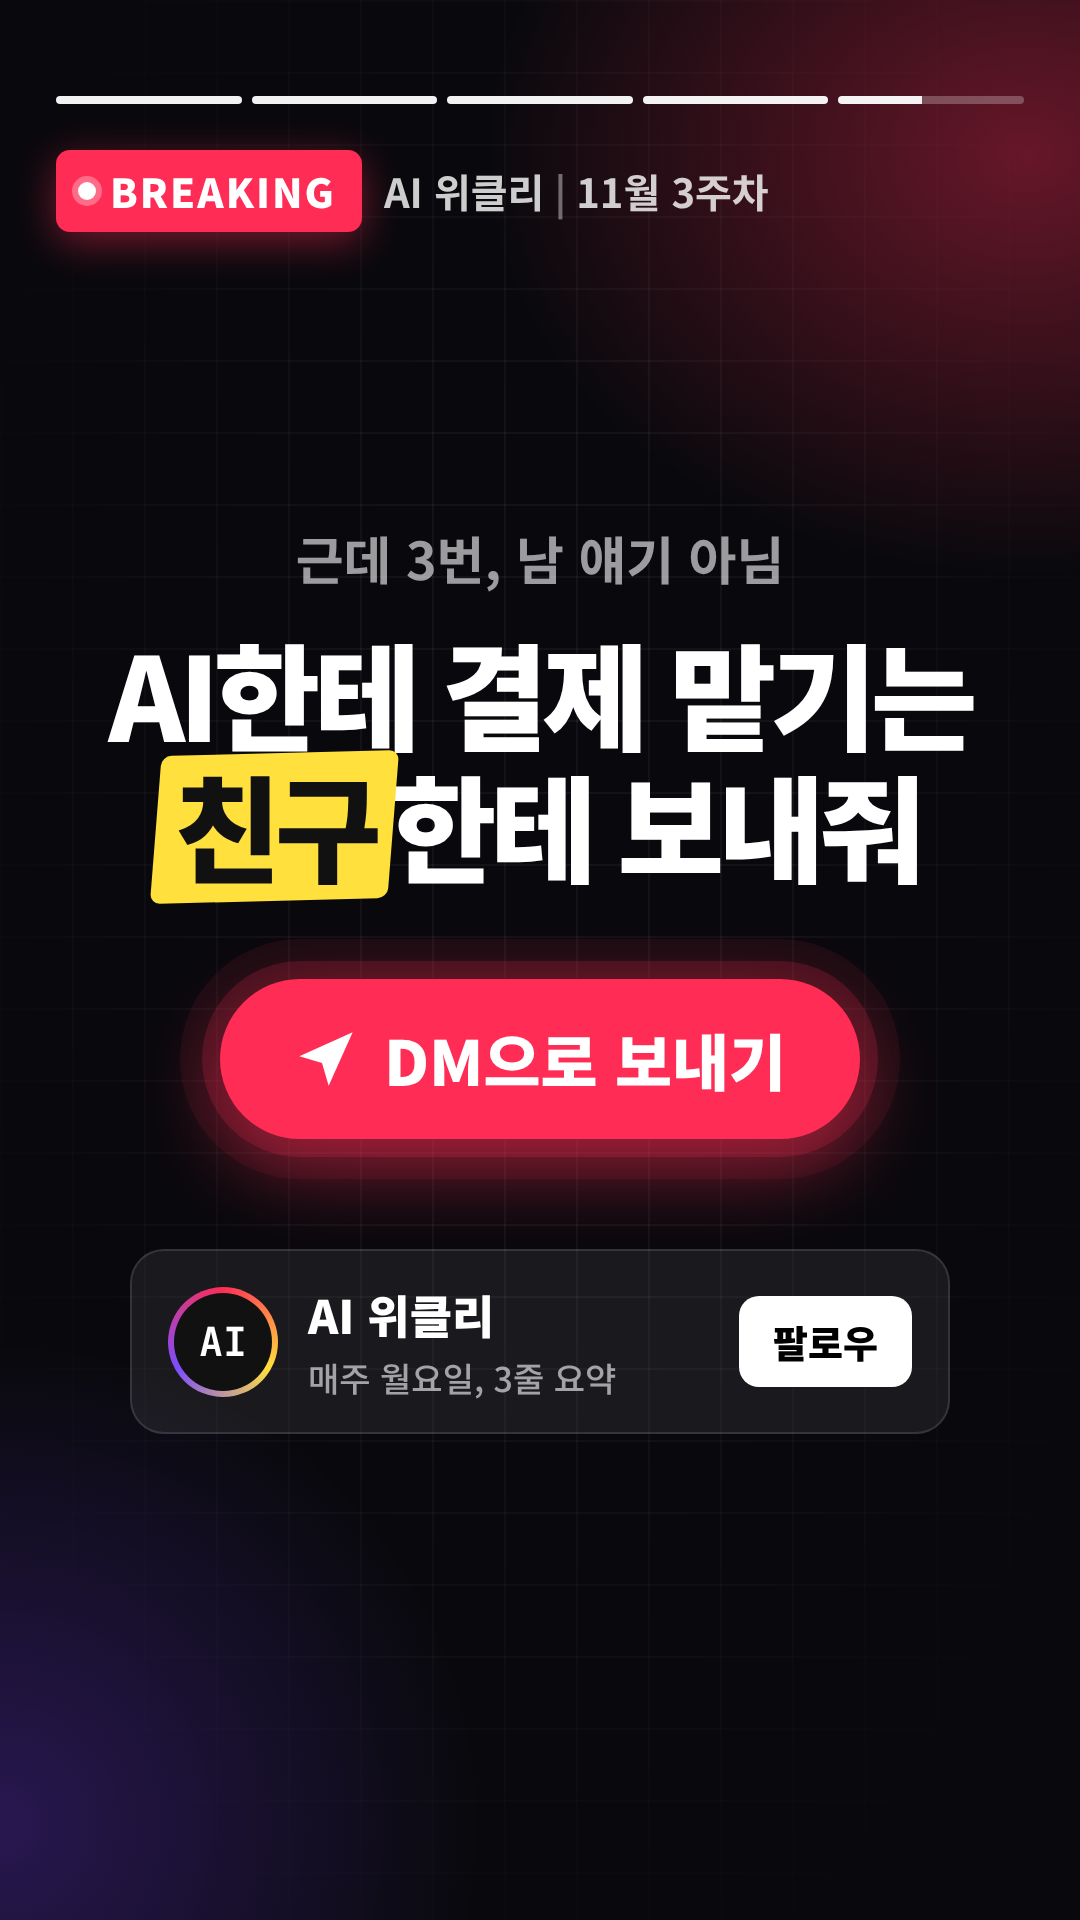 BREAKING AI 위클리 | 11월 3주차
근데 3번, 남 얘기 아님
AI한테 결제 맡기는
친구한테 보내줘
DM으로 보내기
AI
AI 위클리
매주 월요일, 3줄 요약
팔로우